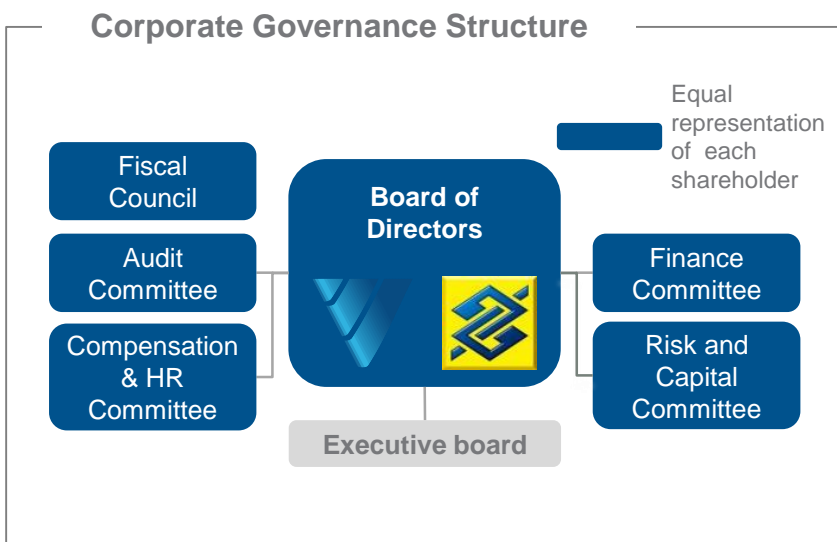 Corporate Governance Structure
Equal
representation
of each
shareholder
Fiscal
Council
Board of
Directors
Audit
Committee
Finance
Committee
Compensation
& HR
Committee
Risk and
Capital
Committee
Executive board